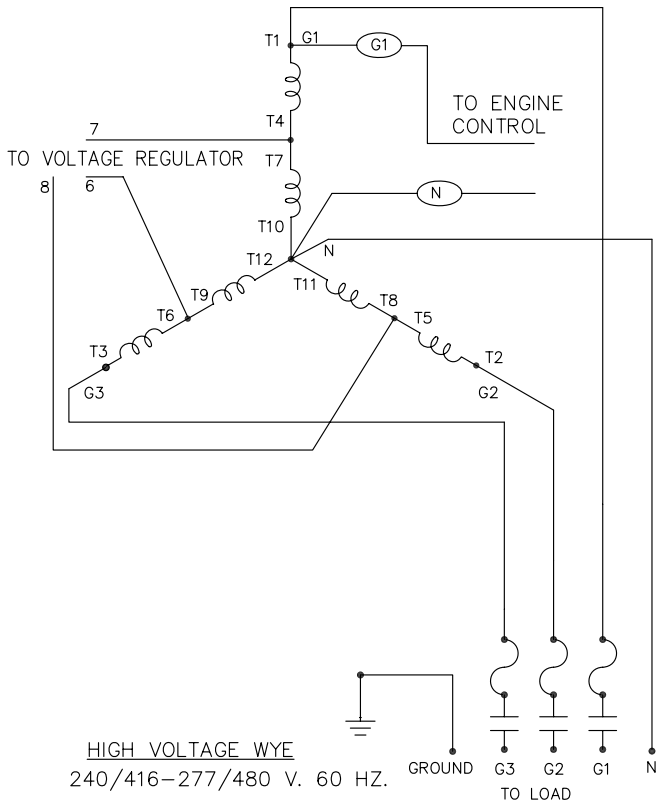 T1
G1
G1
T4
TO ENGINE
CONTROL
7
TO VOLTAGE REGULATOR
T7
8
6
N
T10
T12
N
T11
T9
T8
T6
T5
T3
T2
G3
G2
HIGH VOLTAGE WYE
240/416-277/480 V. 60 HZ.
GROUND
G3
G2
G1
N
TO LOAD